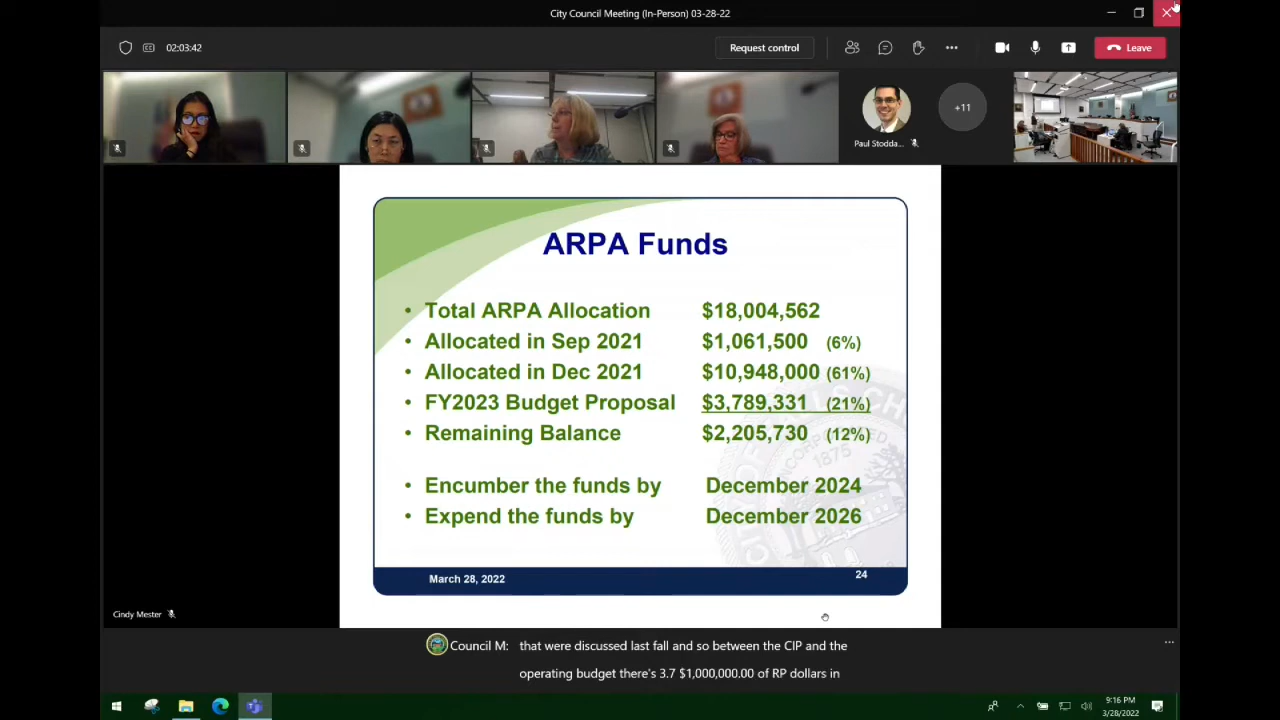 City Council Meeting (In-Person) 03-28-22
02:03:42
Request control
Leave
+11
Paul Stodda...
ARPA Funds
• Total ARPA Allocation $18,004,562
• Allocated in Sep 2021 $1,061,500 (6%)
• Allocated in Dec 2021 $10,948,000 (61%)
• FY2023 Budget Proposal $3,789,331 (21%)
• Remaining Balance $2,205,730 (12%)
• Encumber the funds by December 2024
• Expend the funds by December 2026
March 28, 2022
24
Cindy Mester
Council M: that were discussed last fall and so between the CIP and the
operating budget there's 3.7 $1,000,000.00 of RP dollars in
9:16 PM
3/28/2022